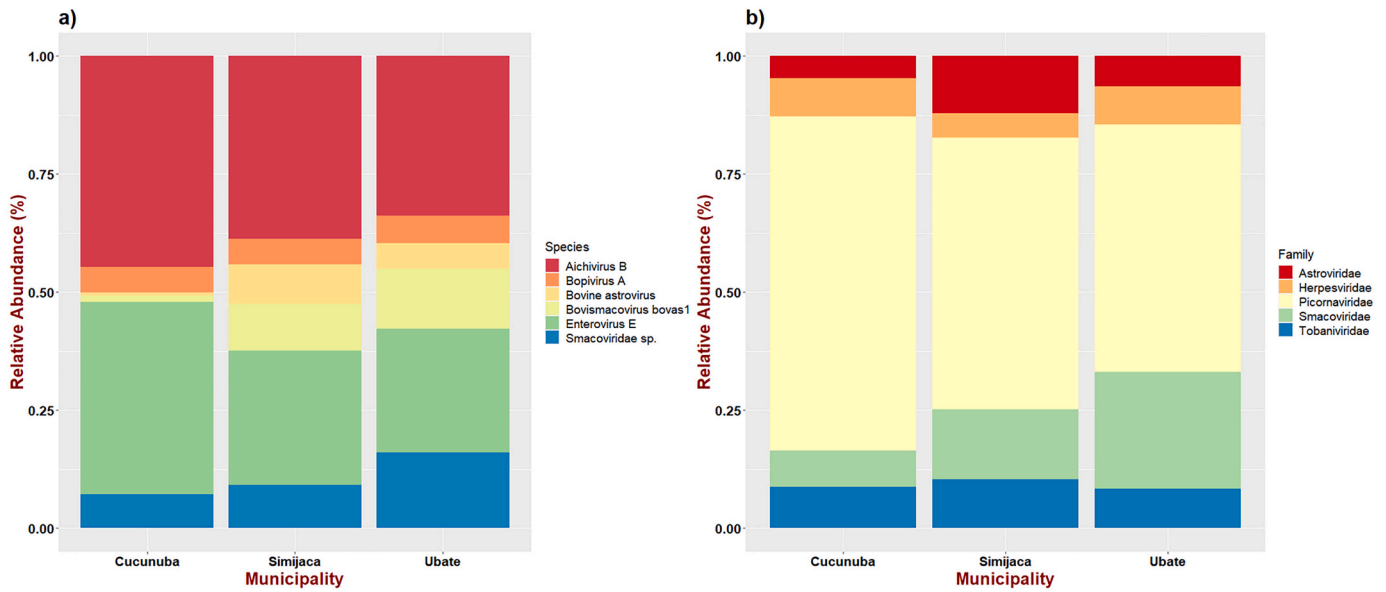 a)
Relative Abundance (%)
1.00
0.75
0.50
0.25
0.00
Cucunuba Simijaca Ubate
Municipality
Species
Aichivirus B
Bopivirus A
Bovine astrovirus
Bovismacovirus bovas1
Enterovirus E
Smacoviridae sp.
b)
Relative Abundance (%)
1.00
0.75
0.50
0.25
0.00
Cucunuba Simijaca Ubate
Municipality
Family
Astroviridae
Herpesviridae
Picornaviridae
Smacoviridae
Tobaniviridae